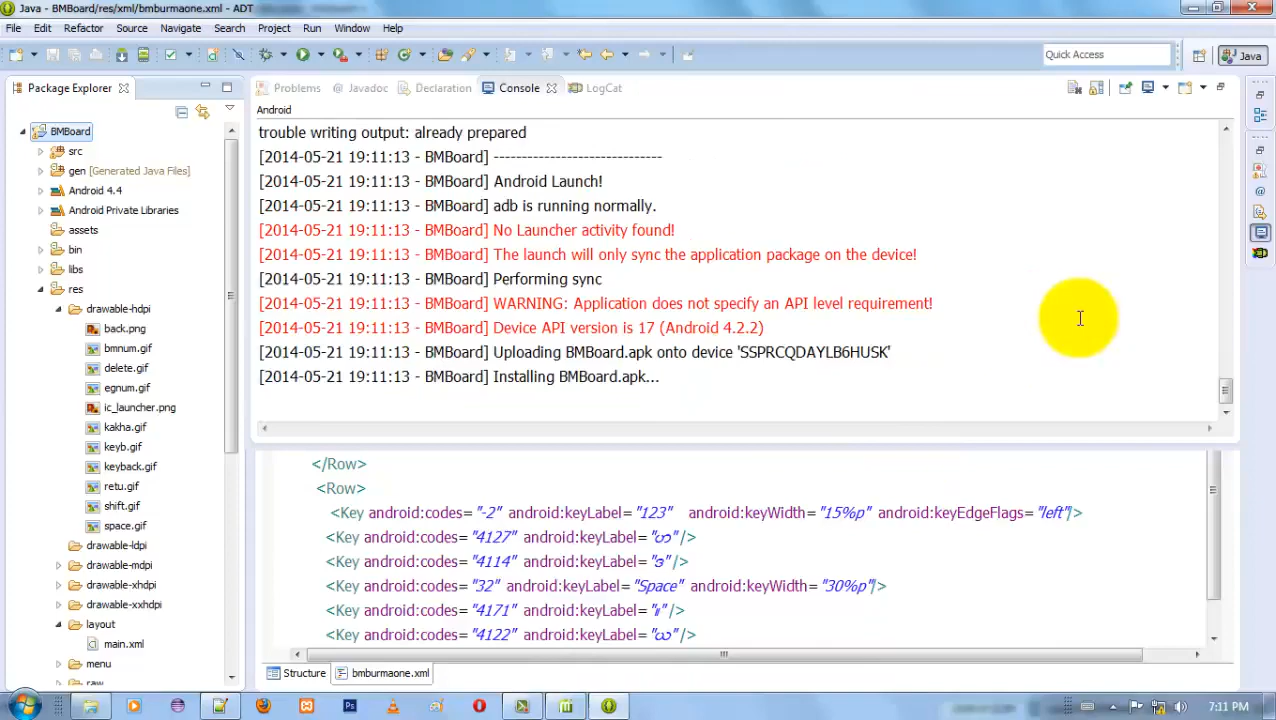 Java - BMBoard/res/xml/bmburmaone.xml - ADT
File Edit Refactor Source Navigate Search Project Run Window Help
Quick Access
Java
Package Explorer
Problems @ Javadoc Declaration Console LogCat
Android
BMBoard
src
gen [Generated Java Files]
Android 4.4
Android Private Libraries
assets
bin
libs
res
drawable-hdpi
back.png
bmnum.gif
delete.gif
egnum.gif
ic_launcher.png
kakha.gif
keyb.gif
keyback.gif
retu.gif
shift.gif
space.gif
drawable-ldpi
drawable-mdpi
drawable-xhdpi
drawable-xxhdpi
layout
main.xml
menu
raw
trouble writing output: already prepared
[2014-05-21 19:11:13 - BMBoard] ------------------------------
[2014-05-21 19:11:13 - BMBoard] Android Launch!
[2014-05-21 19:11:13 - BMBoard] adb is running normally.
[2014-05-21 19:11:13 - BMBoard] No Launcher activity found!
[2014-05-21 19:11:13 - BMBoard] The launch will only sync the application package on the device!
[2014-05-21 19:11:13 - BMBoard] Performing sync
[2014-05-21 19:11:13 - BMBoard] WARNING: Application does not specify an API level requirement!
[2014-05-21 19:11:13 - BMBoard] Device API version is 17 (Android 4.2.2)
[2014-05-21 19:11:13 - BMBoard] Uploading BMBoard.apk onto device 'SSPRCQDAYLB6HUSK'
[2014-05-21 19:11:13 - BMBoard] Installing BMBoard.apk...
</Row>
<Row>
<Key android:codes="-2" android:keyLabel="123" android:keyWidth="15%p" android:keyEdgeFlags="left"/>
<Key android:codes="4127" android:keyLabel="ဟ"/>
<Key android:codes="4114" android:keyLabel="ဒ"/>
<Key android:codes="32" android:keyLabel="Space" android:keyWidth="30%p"/>
<Key android:codes="4171" android:keyLabel="။"/>
<Key android:codes="4122" android:keyLabel="ယ"/>
Structure bmburmaone.xml
7:11 PM